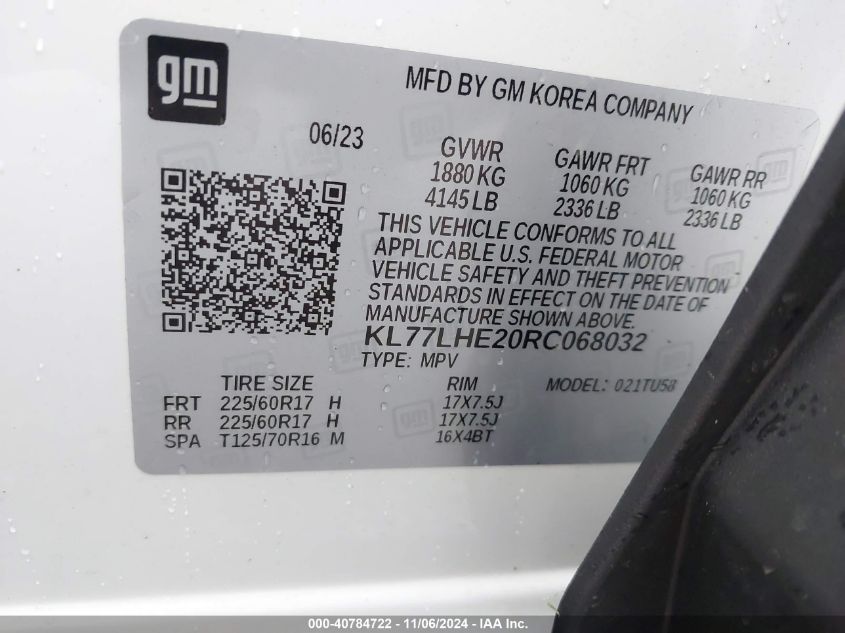 gm
MFD BY GM KOREA COMPANY
06/23
GVWR GAWR FRT GAWR RR
1880 KG 1060 KG 1060 KG
4145 LB 2336 LB 2336 LB
THIS VEHICLE CONFORMS TO ALL
APPLICABLE U.S. FEDERAL MOTOR
VEHICLE SAFETY AND THEFT PREVENTION
STANDARDS IN EFFECT ON THE DATE OF
MANUFACTURE SHOWN ABOVE.
KL77LHE20RC068032
TYPE: MPV
TIRE SIZE RIM MODEL: 021TU58
FRT 225/60R17 H 17X7.5J
RR 225/60R17 H 17X7.5J
SPA T125/70R16 M 16X4BT
000-40784722 - 11/06/2024 - IAA Inc.